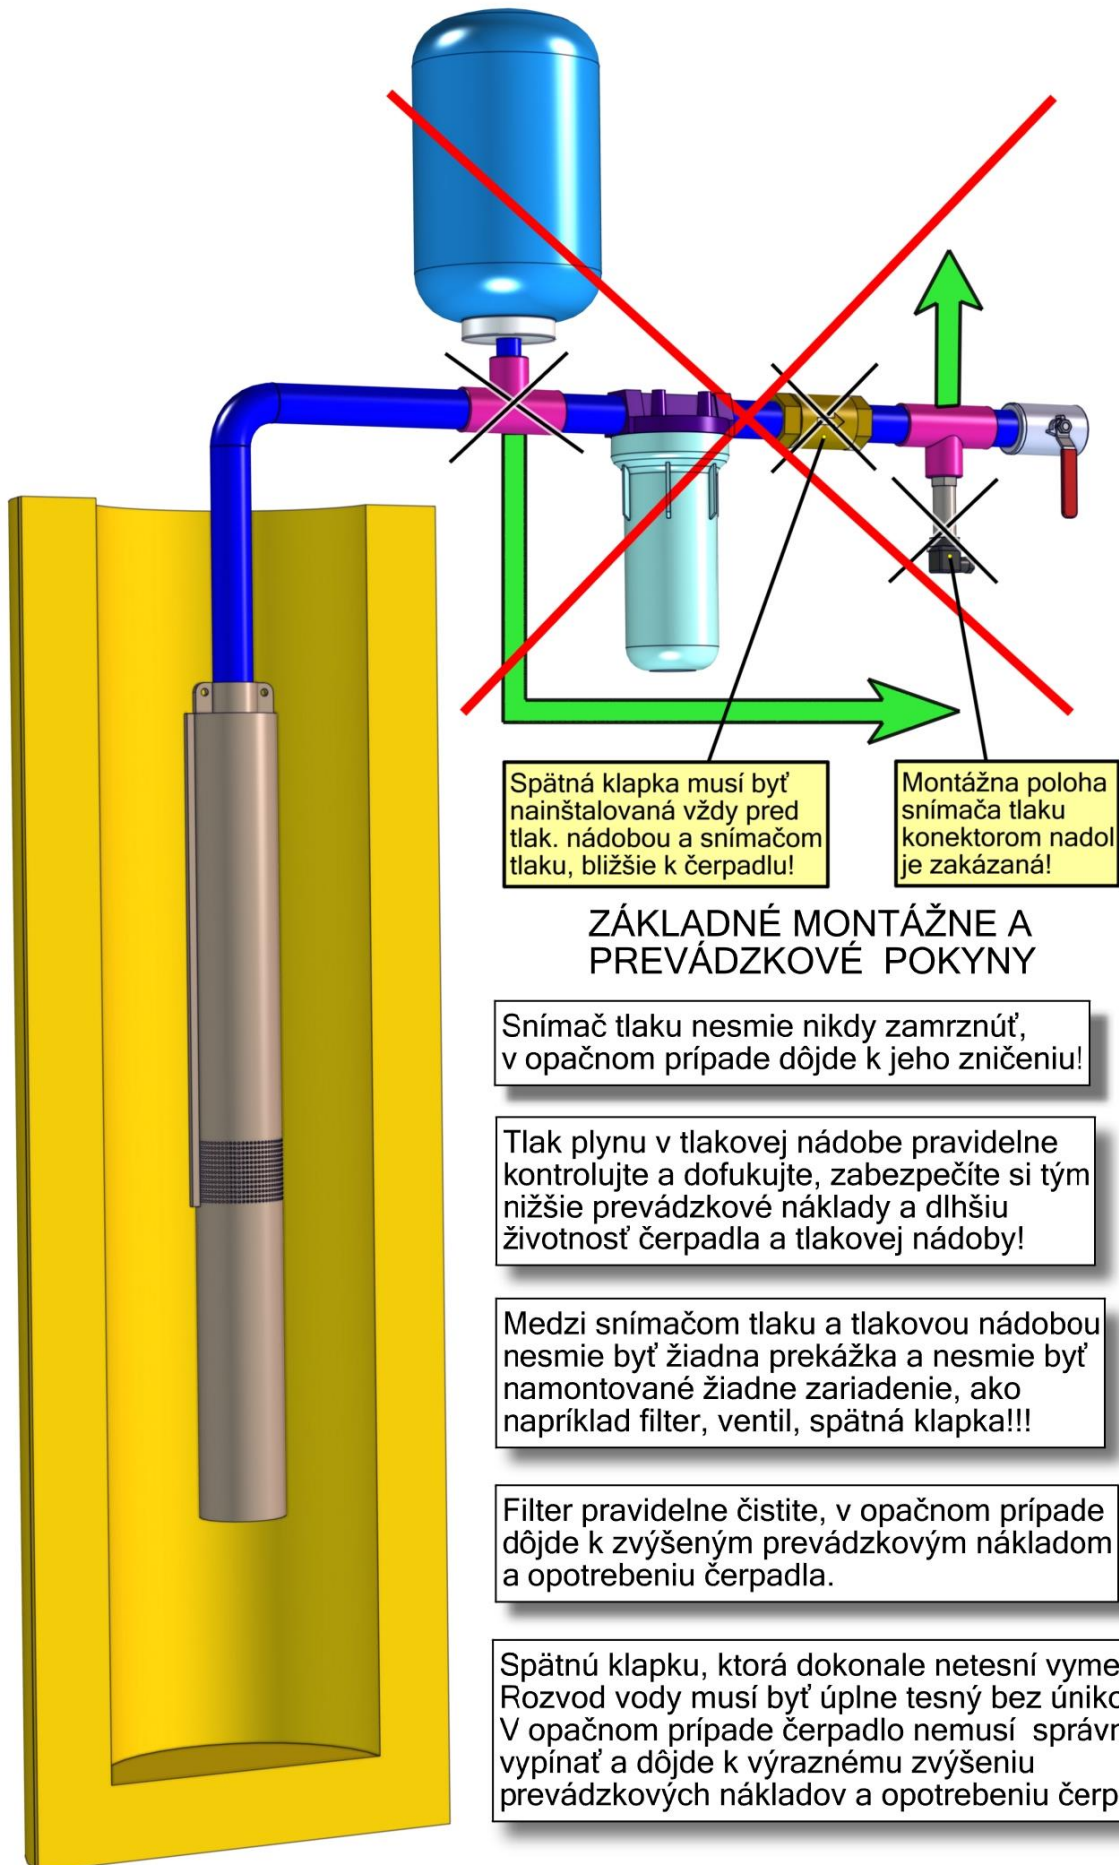 Spätná klapka musí byť
nainštalovaná vždy pred
tlak. nádobou a snímačom
tlaku, bližšie k čerpadlu!
Montážna poloha
snímača tlaku
konektorom nadol
je zakázaná!
ZÁKLADNÉ MONTÁŽNE A
PREVÁDZKOVÉ POKYNY
Snímač tlaku nesmie nikdy zamrznúť,
v opačnom prípade dôjde k jeho zničeniu!
Tlak plynu v tlakovej nádobe pravidelne
kontrolujte a dofukujte, zabezpečíte si tým
nižšie prevádzkové náklady a dlhšiu
životnosť čerpadla a tlakovej nádoby!
Medzi snímačom tlaku a tlakovou nádobou
nesmie byť žiadna prekážka a nesmie byť
namontované žiadne zariadenie, ako
napríklad filter, ventil, spätná klapka!!!
Filter pravidelne čistite, v opačnom prípade
dôjde k zvýšeným prevádzkovým nákladom
a opotrebeniu čerpadla.
Spätnú klapku, ktorá dokonale netesní
Rozvod vody musí byť úplne tesný bez
V opačnom prípade čerpadlo nemusí
vypínať a dôjde k výraznému zvýšeniu
prevádzkových nákladov a opotrebeniu